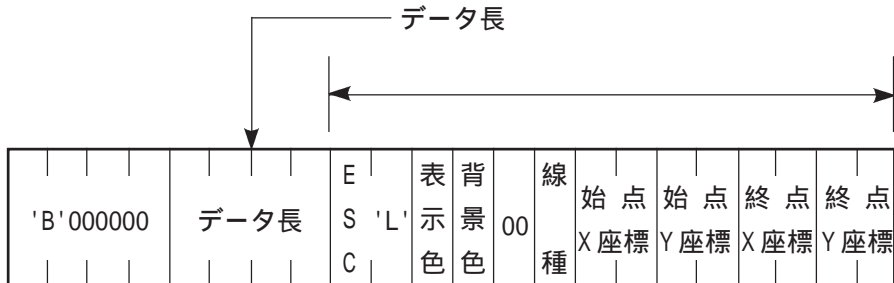 データ長
'B'000000
データ長
ESC
'L'
表示色
背景色
00
線種
始点
X座標
始点
Y座標
終点
X座標
終点
Y座標